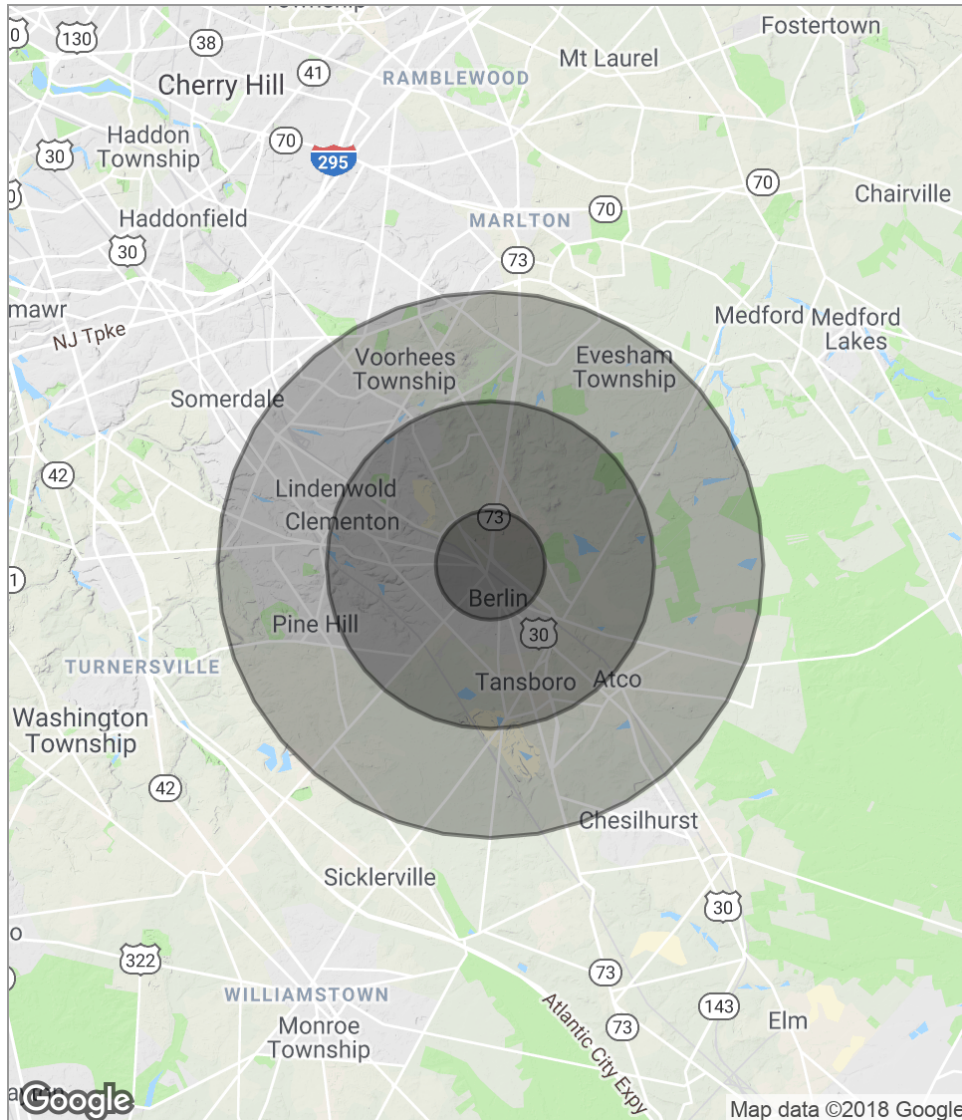 Township
Fostertown
130
38
Mt Laurel
41
RAMBLEWOOD
Cherry Hill
Haddon
Township
70
30
295
70
Chairville
Haddonfield
70
MARLTON
30
73
mawr
NJ Tpke
Medford
Medford
Lakes
Voorhees
Township
Evesham
Township
Somerdale
42
Lindenwold
73
Clementon
1
Berlin
Pine Hill
30
TURNERSVILLE
Tansboro
Atco
Washington
Township
42
Chesilhurst
Sicklerville
30
322
73
WILLIAMSTOWN
Atlantic City Expy
143
73
Elm
Monroe
Township
Google
Map data ©2018 Google